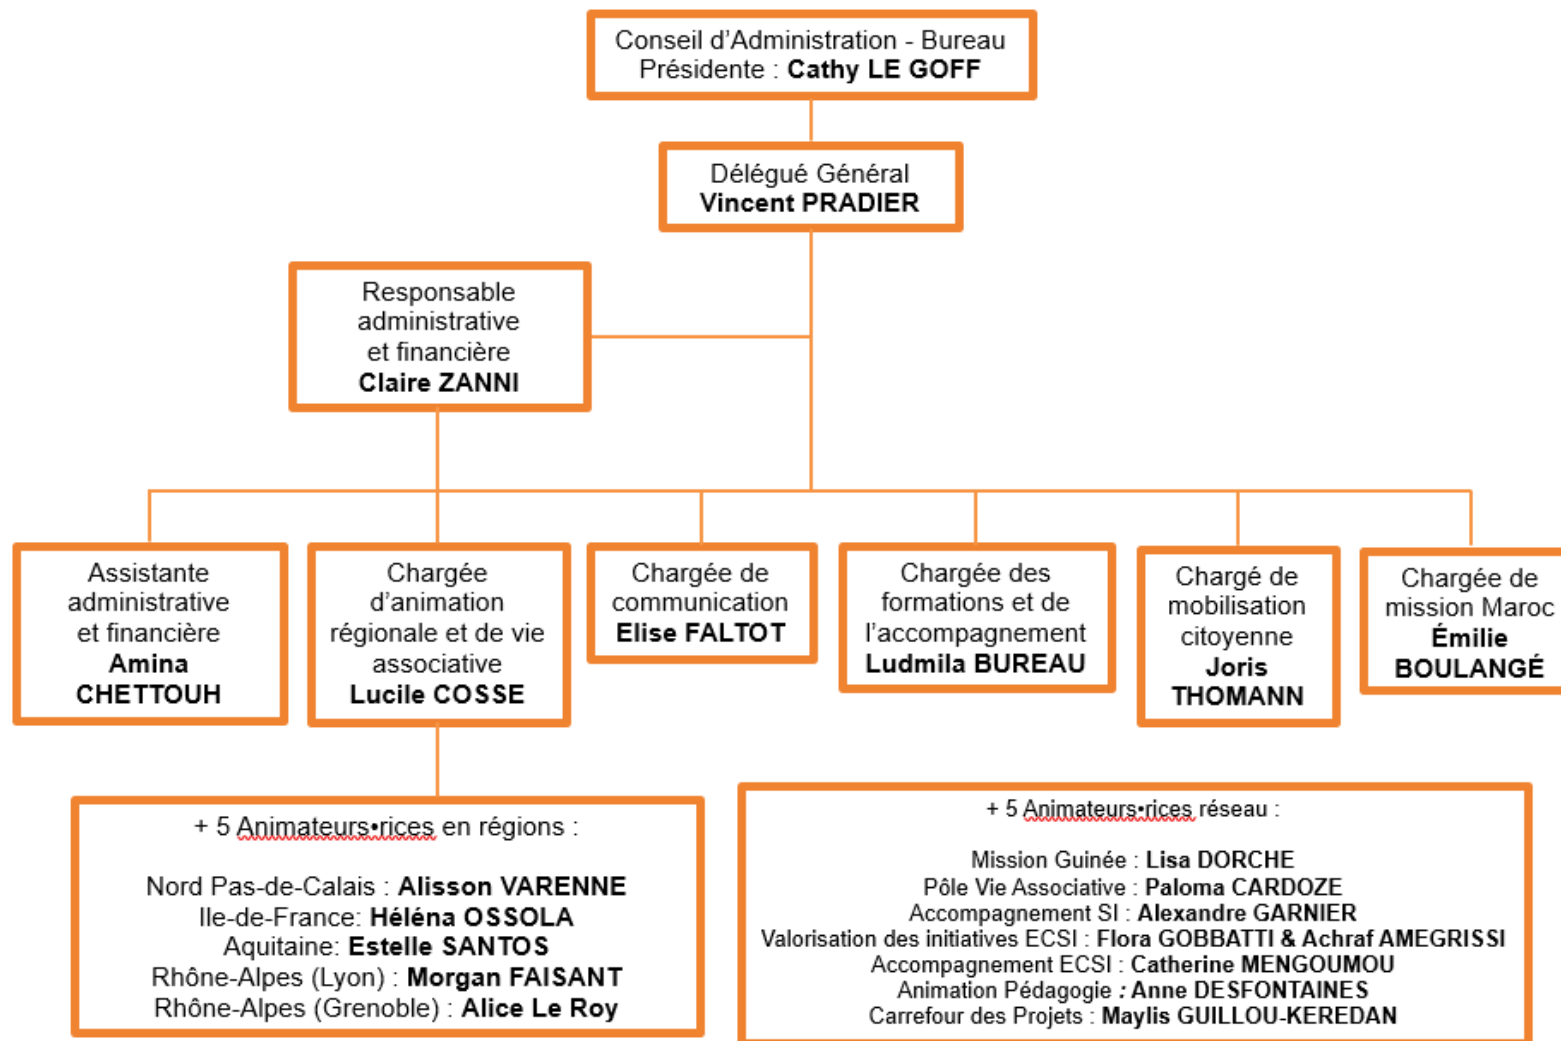 Conseil d’Administration - Bureau
Présidente : Cathy LE GOFF
Délégué Général
Vincent PRADIER
Responsable
administrative
et financière
Claire ZANNI
Assistante
administrative
et financière
Amina
CHETTOUH
Chargée
d’animation
régionale et de vie
associative
Lucile COSSE
Chargée de
communication
Elise FALTOT
Chargée des
formations et de
l’accompagnement
Ludmila BUREAU
Chargé de
mobilisation
citoyenne
Joris
THOMANN
Chargée de
mission Maroc
Émilie
BOULANGÉ
+ 5 Animateurs•rices en régions :
Nord Pas-de-Calais : Alisson VARENNE
Ile-de-France: Héléna OSSOLA
Aquitaine: Estelle SANTOS
Rhône-Alpes (Lyon) : Morgan FAISANT
Rhône-Alpes (Grenoble) : Alice Le Roy
+ 5 Animateurs•rices réseau :
Mission Guinée : Lisa DORCHE
Pôle Vie Associative : Paloma CARDOZE
Accompagnement SI : Alexandre GARNIER
Valorisation des initiatives ECSI : Flora GOBBATTI & Achraf AMEGRISSI
Accompagnement ECSI : Catherine MENGOUMOU
Animation Pédagogie : Anne DESFONTAINES
Carrefour des Projets : Maylis GUILLOU-KEREDAN